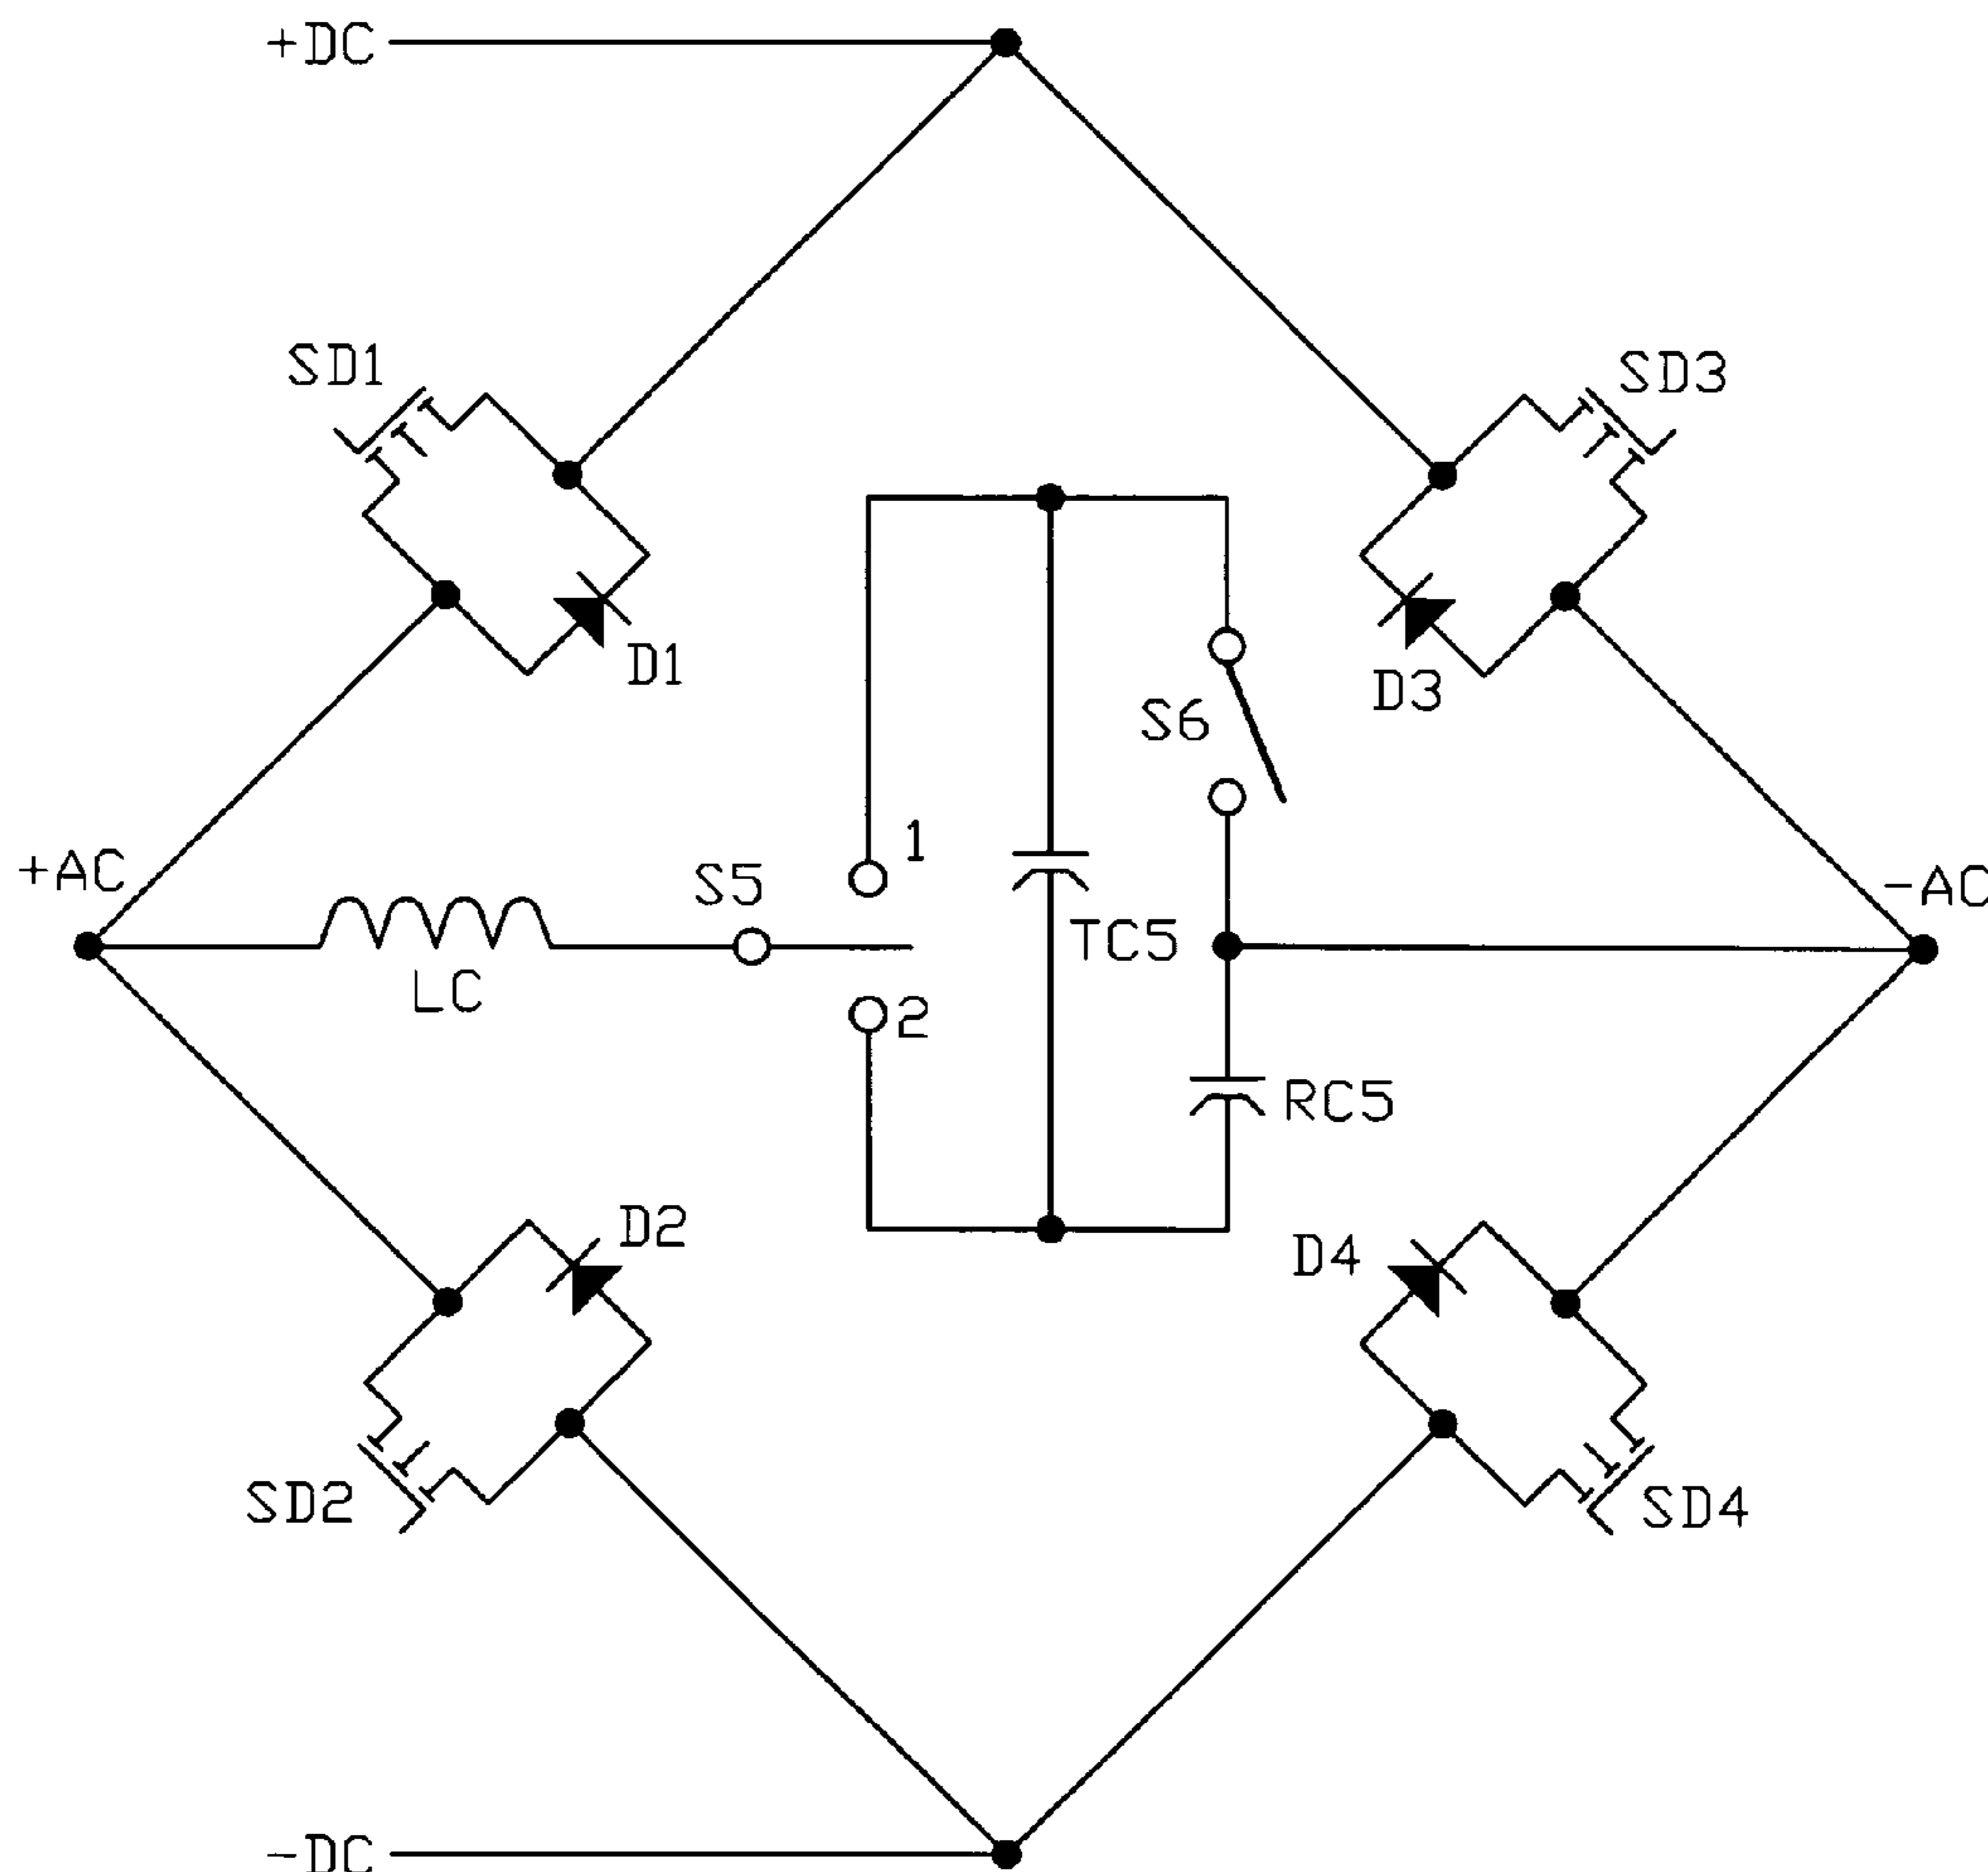 +DC
SD1
SD3
D1
D3
S6
1
+AC
S5
-AC
TC5
LC
2
RC5
D2
D4
SD2
SD4
-DC